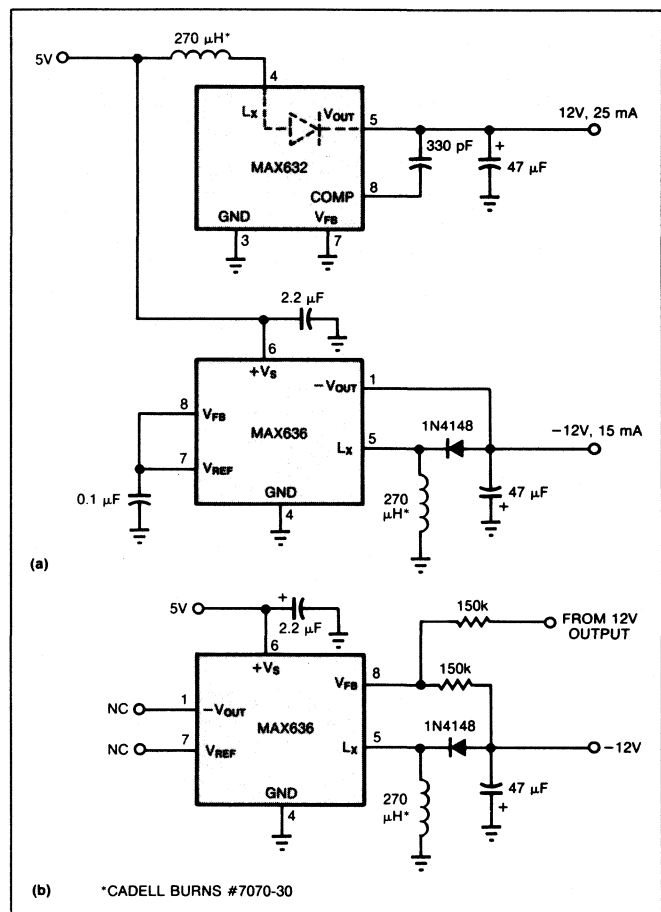 270 µH*
5V
4
LX
VOUT
5
12V, 25 mA
330 pF
+
47 µF
MAX632
COMP
8
GND
VFB
3
7
2.2 µF
6
+VS
−VOUT
1
8
VFB
1N4148
MAX636
LX
5
−12V, 15 mA
7
VREF
0.1 µF
GND
4
270
µH*
47 µF
+
(a)
5V
+
2.2 µF
150k
FROM 12V
OUTPUT
6
+VS
8
VFB
150k
NC
1
−VOUT
MAX636
1N4148
LX
5
−12V
NC
7
VREF
GND
4
270
µH*
47 µF
+
(b)
*CADELL BURNS #7070-30